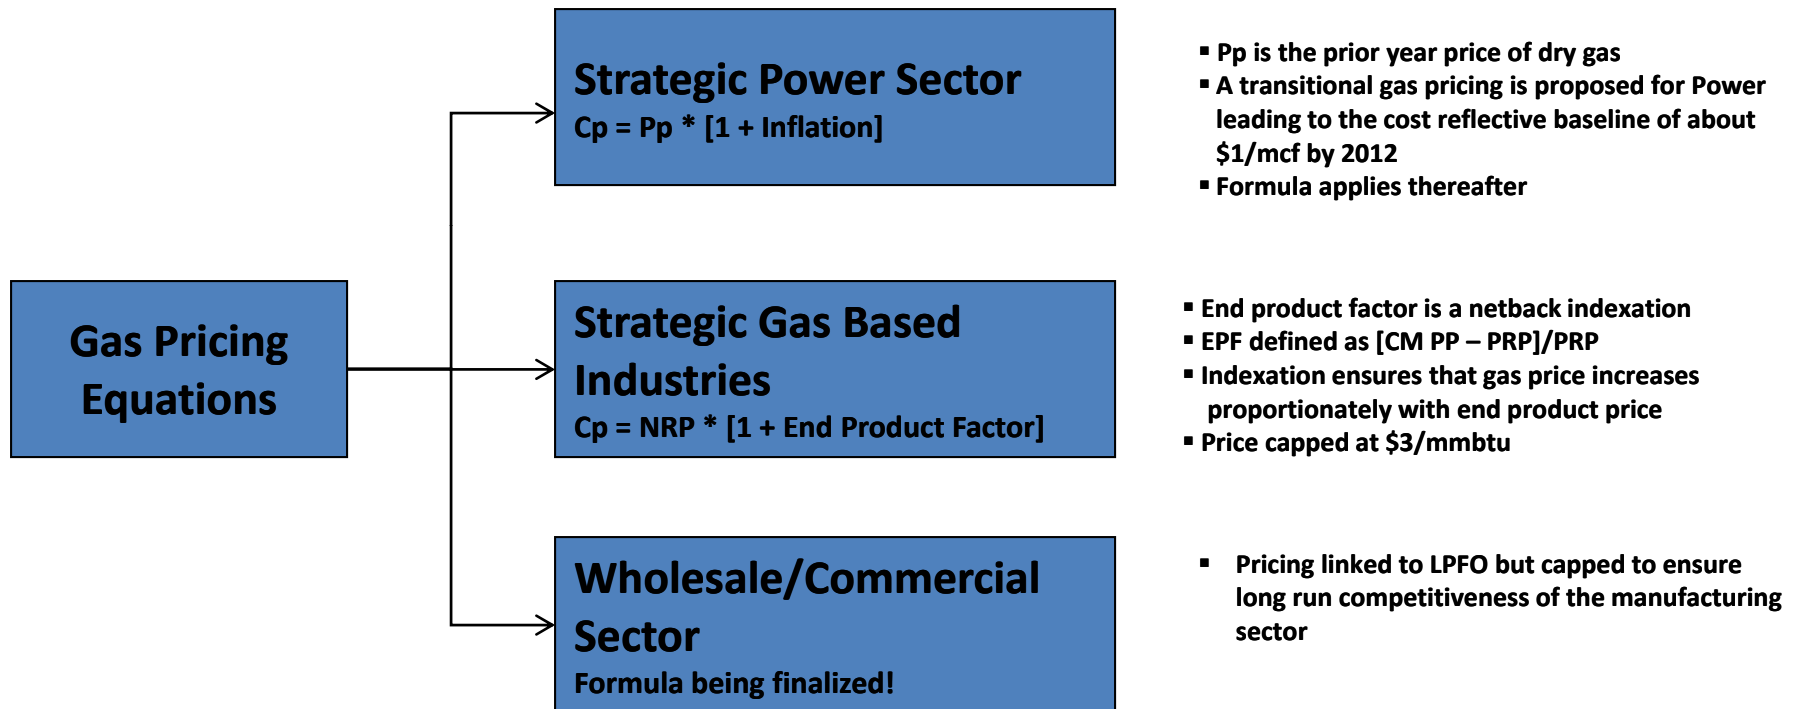 Gas Pricing
Equations
Strategic Power Sector
Cp = Pp * [1 + Inflation]
▪ Pp is the prior year price of dry gas
▪ A transitional gas pricing is proposed for Power
leading to the cost reflective baseline of about
$1/mcf by 2012
▪ Formula applies thereafter
Strategic Gas Based
Industries
Cp = NRP * [1 + End Product Factor]
▪ End product factor is a netback indexation
▪ EPF defined as [CM PP – PRP]/PRP
▪ Indexation ensures that gas price increases
proportionately with end product price
▪ Price capped at $3/mmbtu
Wholesale/Commercial
Sector
Formula being finalized!
▪ Pricing linked to LPFO but capped to ensure
long run competitiveness of the manufacturing
sector